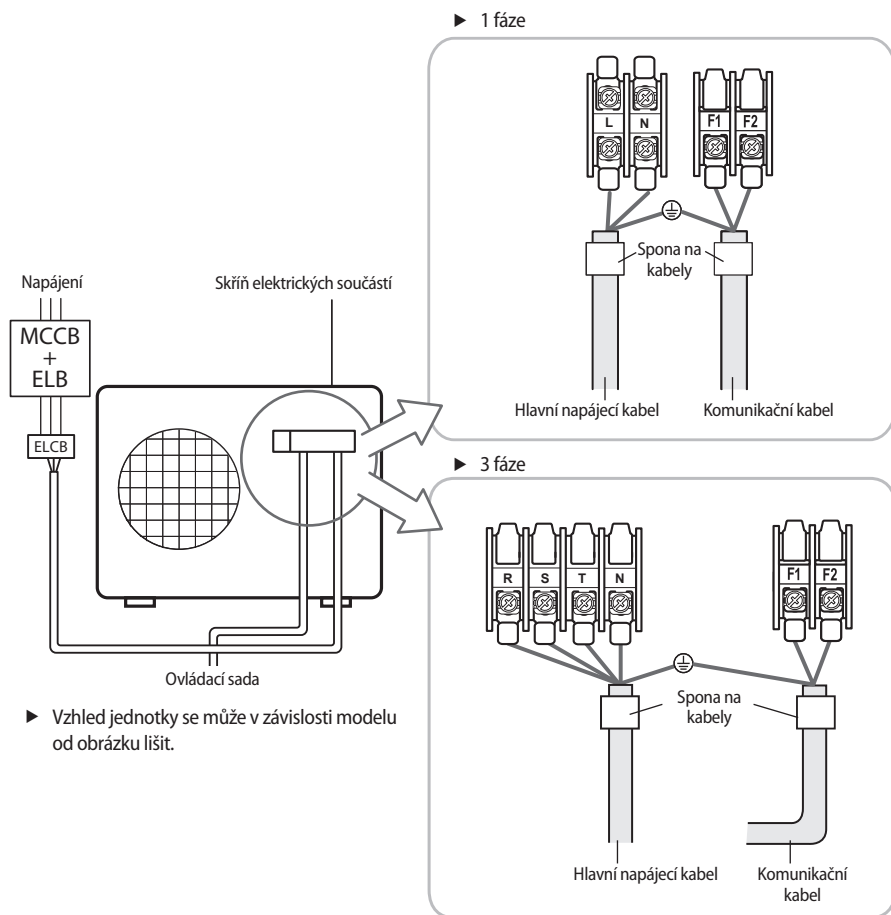 ▶ 1 fáze
L N F1 F2
Spona na
kabely
Hlavní napájecí kabel Komunikační kabel
Napájení
Skříň elektrických součástí
MCCB
+
ELB
ELCB
Ovládací sada
▶ Vzhled jednotky se může v závislosti modelu
od obrázku lišit.
▶ 3 fáze
R S T N F1 F2
Spona na
kabely
Hlavní napájecí kabel
Komunikační
kabel